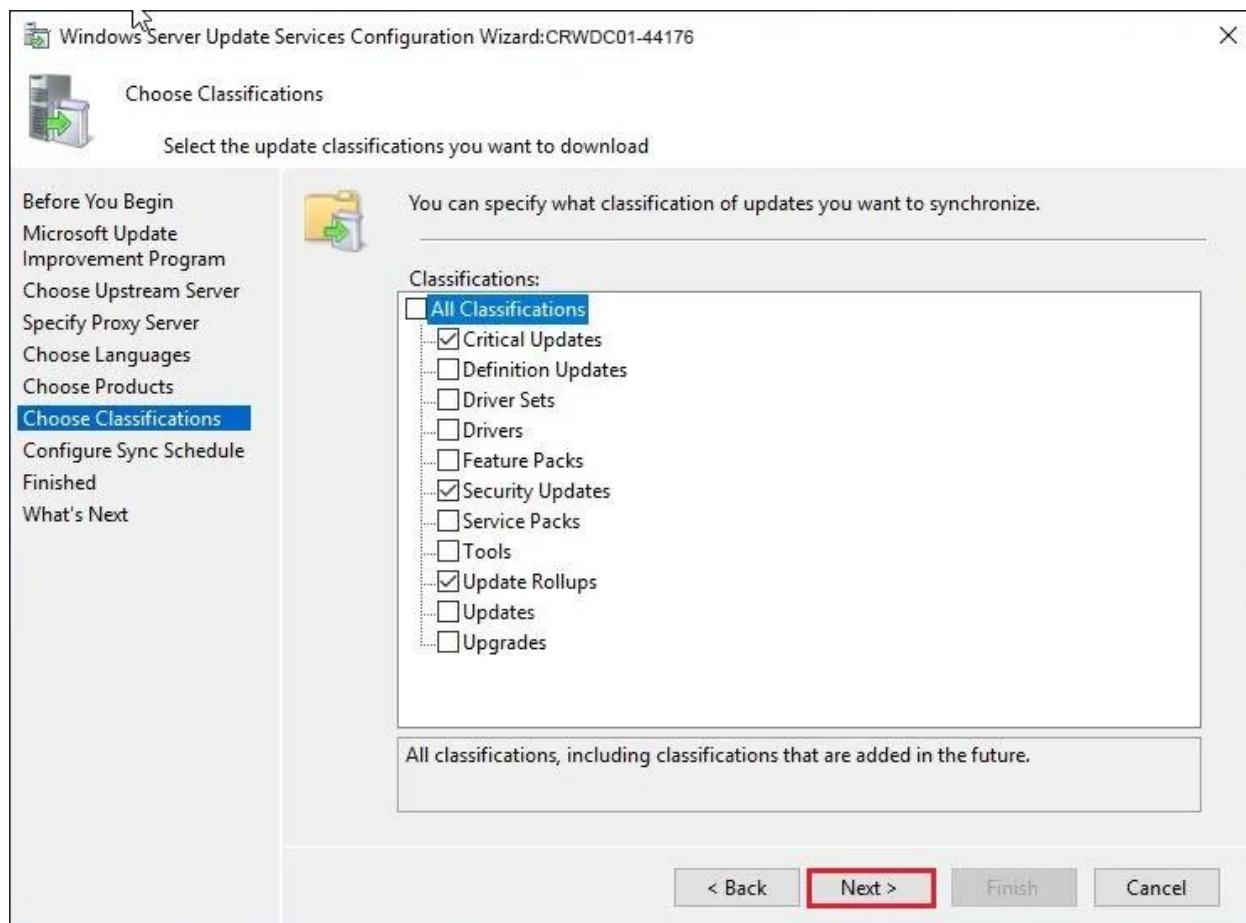 Windows Server Update Services Configuration Wizard:CRWDC01-44176
Choose Classifications
Select the update classifications you want to download
Before You Begin
Microsoft Update
Improvement Program
Choose Upstream Server
Specify Proxy Server
Choose Languages
Choose Products
Choose Classifications
Configure Sync Schedule
Finished
What's Next
You can specify what classification of updates you want to synchronize.
Classifications:
All Classifications
Critical Updates
Definition Updates
Driver Sets
Drivers
Feature Packs
Security Updates
Service Packs
Tools
Update Rollups
Updates
Upgrades
All classifications, including classifications that are added in the future.
< Back Next > Finish Cancel